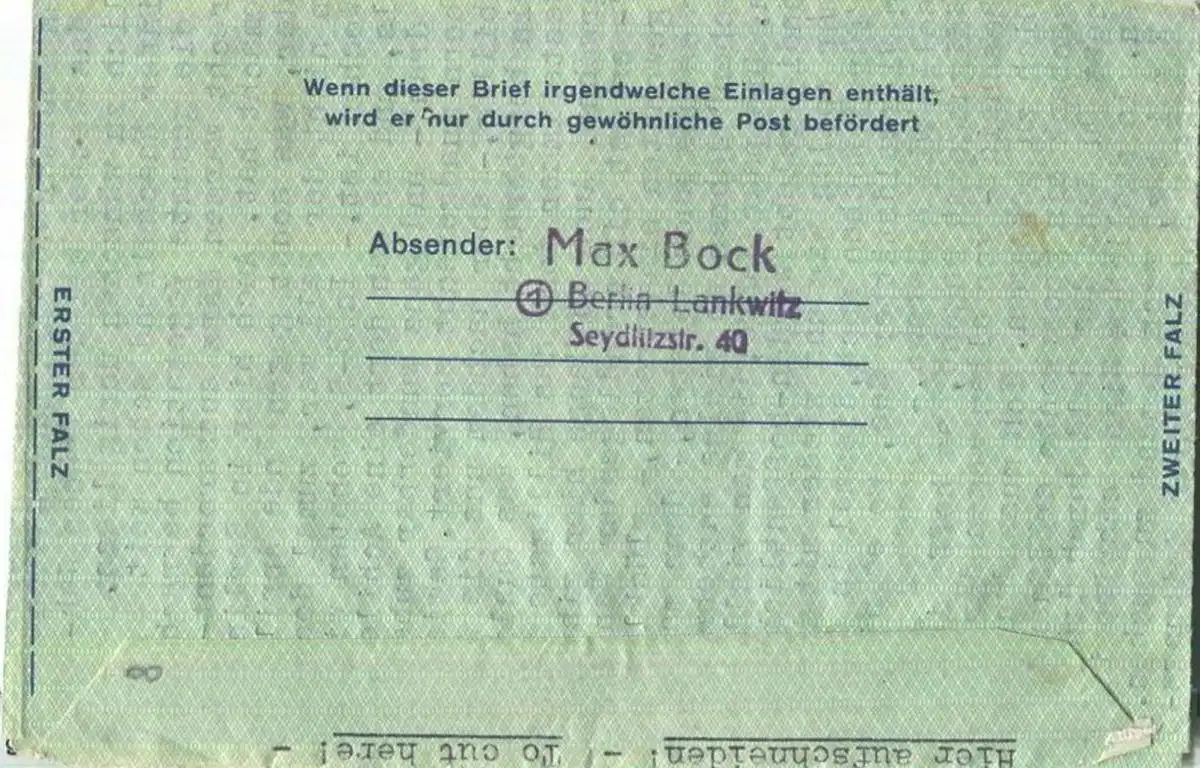 Wenn dieser Brief irgendwelche Einlagen enthält,
wird er nur durch gewöhnliche Post befördert
Absender: Max Bock
① Berlin-Lankwitz
Seydlitzstr. 40
ERSTER FALZ
ZWEITER FALZ
8
Hier aufschneiden! - To cut here! -